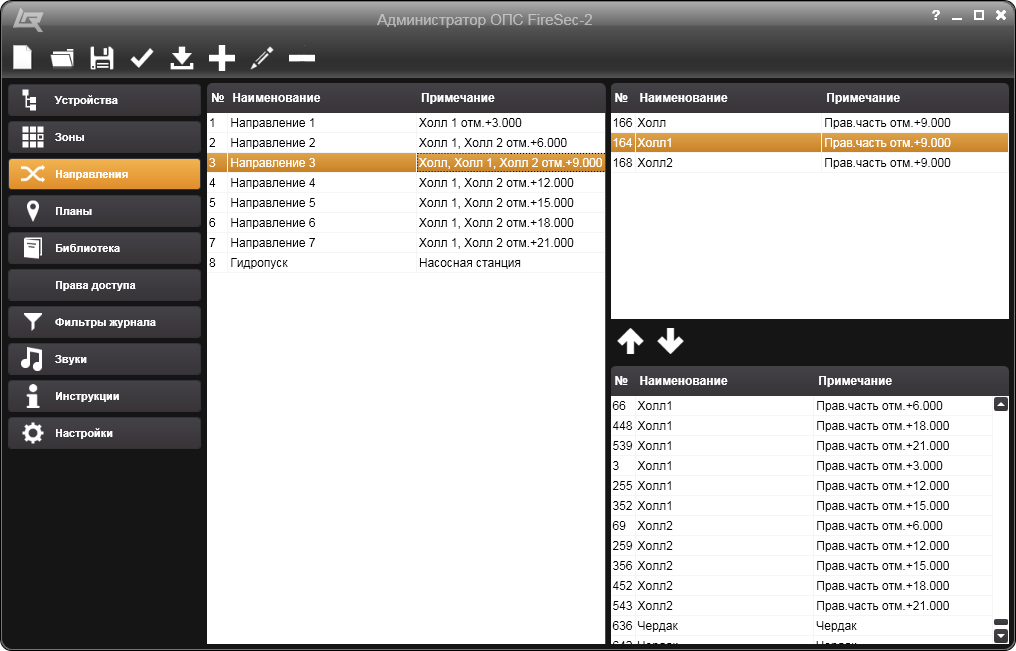 Администратор ОПС FireSec-2
?
Устройства
Зоны
Направления
Планы
Библиотека
Права доступа
Фильтры журнала
Звуки
Инструкции
Настройки
№ Наименование Примечание
1 Направление 1 Холл 1 отм.+3.000
2 Направление 2 Холл 1, Холл 2 отм.+6.000
3 Направление 3 Холл, Холл 1, Холл 2 отм.+9.000
4 Направление 4 Холл 1, Холл 2 отм.+12.000
5 Направление 5 Холл 1, Холл 2 отм.+15.000
6 Направление 6 Холл 1, Холл 2 отм.+18.000
7 Направление 7 Холл 1, Холл 2 отм.+21.000
8 Гидропуск Насосная станция
№ Наименование Примечание
166 Холл Прав.часть отм.+9.000
164 Холл1 Прав.часть отм.+9.000
168 Холл2 Прав.часть отм.+9.000
№ Наименование Примечание
66 Холл1 Прав.часть отм.+6.000
448 Холл1 Прав.часть отм.+18.000
539 Холл1 Прав.часть отм.+21.000
3 Холл1 Прав.часть отм.+3.000
255 Холл1 Прав.часть отм.+12.000
352 Холл1 Прав.часть отм.+15.000
69 Холл2 Прав.часть отм.+6.000
259 Холл2 Прав.часть отм.+12.000
356 Холл2 Прав.часть отм.+15.000
452 Холл2 Прав.часть отм.+18.000
543 Холл2 Прав.часть отм.+21.000
636 Чердак Чердак